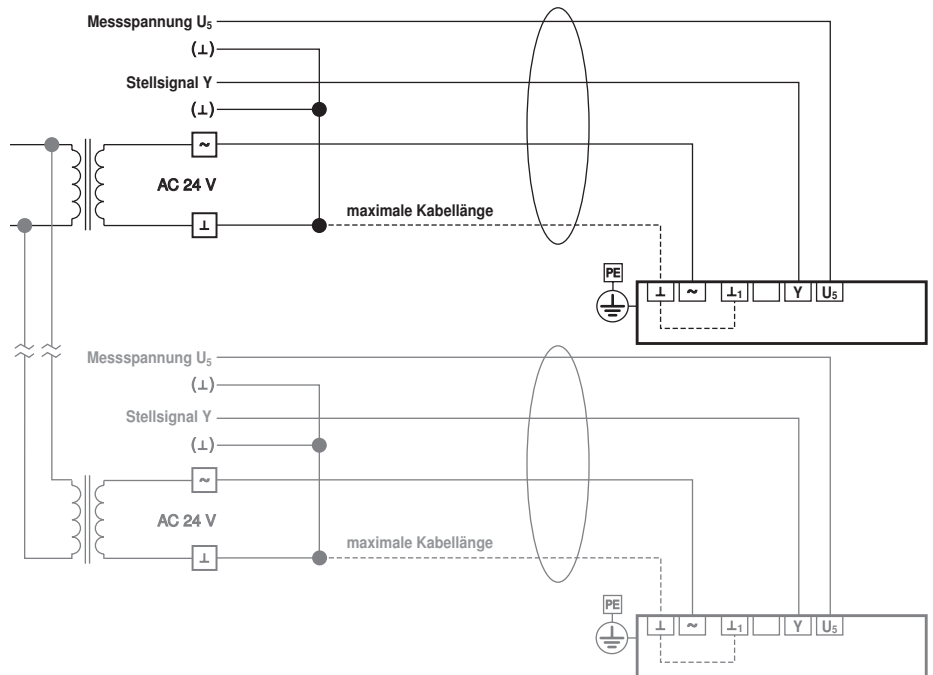 Messspannung U₅
(⊥)
Stellsignal Y
(⊥)
~
AC 24 V
⊥
maximale Kabellänge
PE
⊥ ~ ⊥₁ Y U₅
Messspannung U₅
(⊥)
Stellsignal Y
(⊥)
~
AC 24 V
⊥
maximale Kabellänge
PE
⊥ ~ ⊥₁ Y U₅